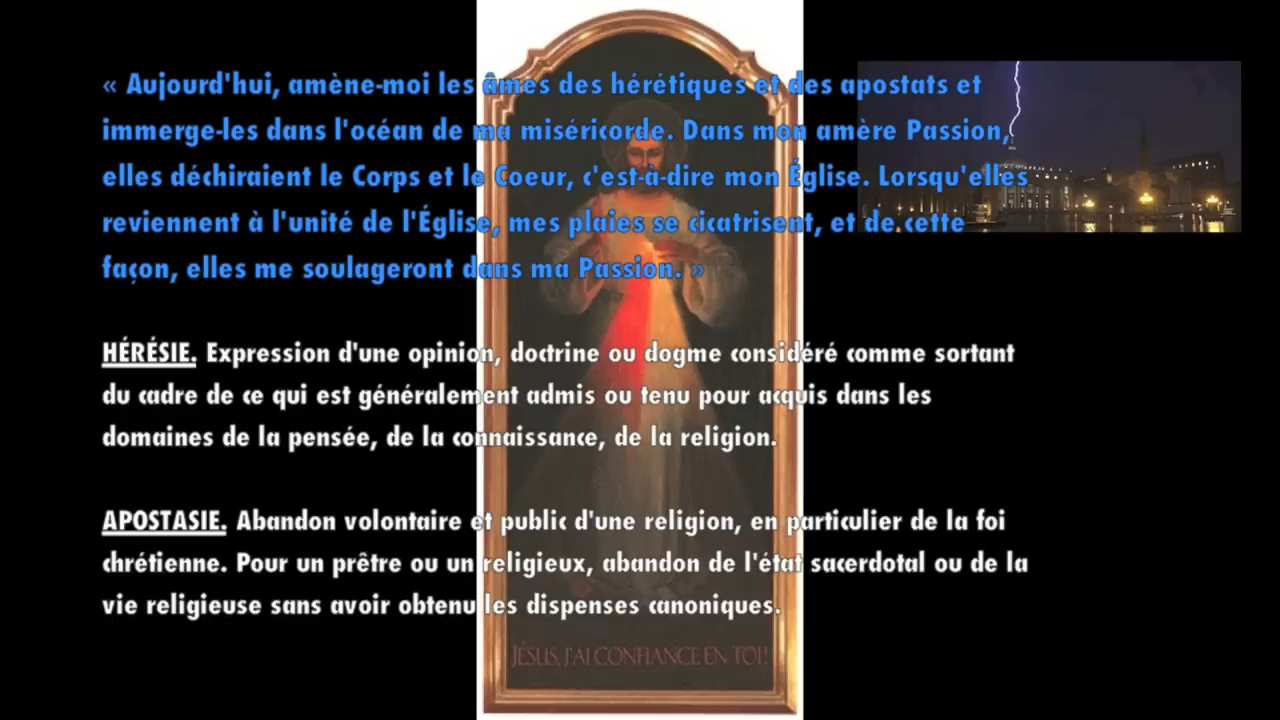 « Aujourd'hui, amène-moi les âmes des hérétiques et des apostats et
immerge-les dans l'océan de ma miséricorde. Dans mon amère Passion,
elles déchiraient le Corps et le Coeur, c'est-à-dire mon Église. Lorsqu'elles
reviennent à l'unité de l'Église, mes plaies se cicatrisent, et de cette
façon, elles me soulageront dans ma Passion. »
HÉRÉSIE. Expression d'une opinion, doctrine ou dogme considéré comme sortant
du cadre de ce qui est généralement admis ou tenu pour acquis dans les
domaines de la pensée, de la connaissance, de la religion.
APOSTASIE. Abandon volontaire et public d'une religion, en particulier de la foi
chrétienne. Pour un prêtre ou un religieux, abandon de l'état sacerdotal ou de la
vie religieuse sans avoir obtenu les dispenses canoniques.
JÉSUS, J'AI CONFIANCE EN TOI!